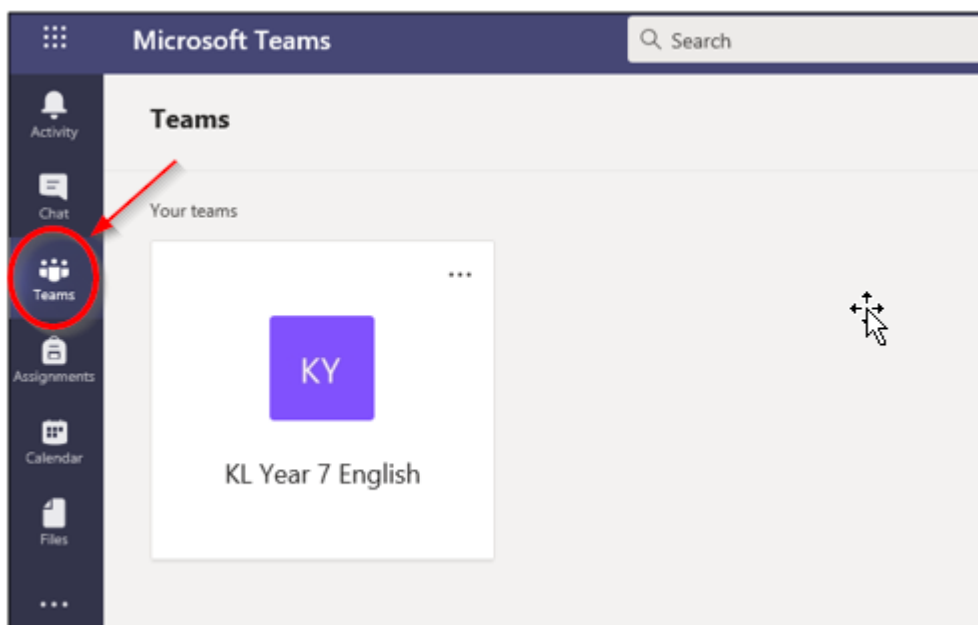 Microsoft Teams
Search
Activity
Chat
Teams
Assignments
Calendar
Files
Teams
Your teams
KY
KL Year 7 English